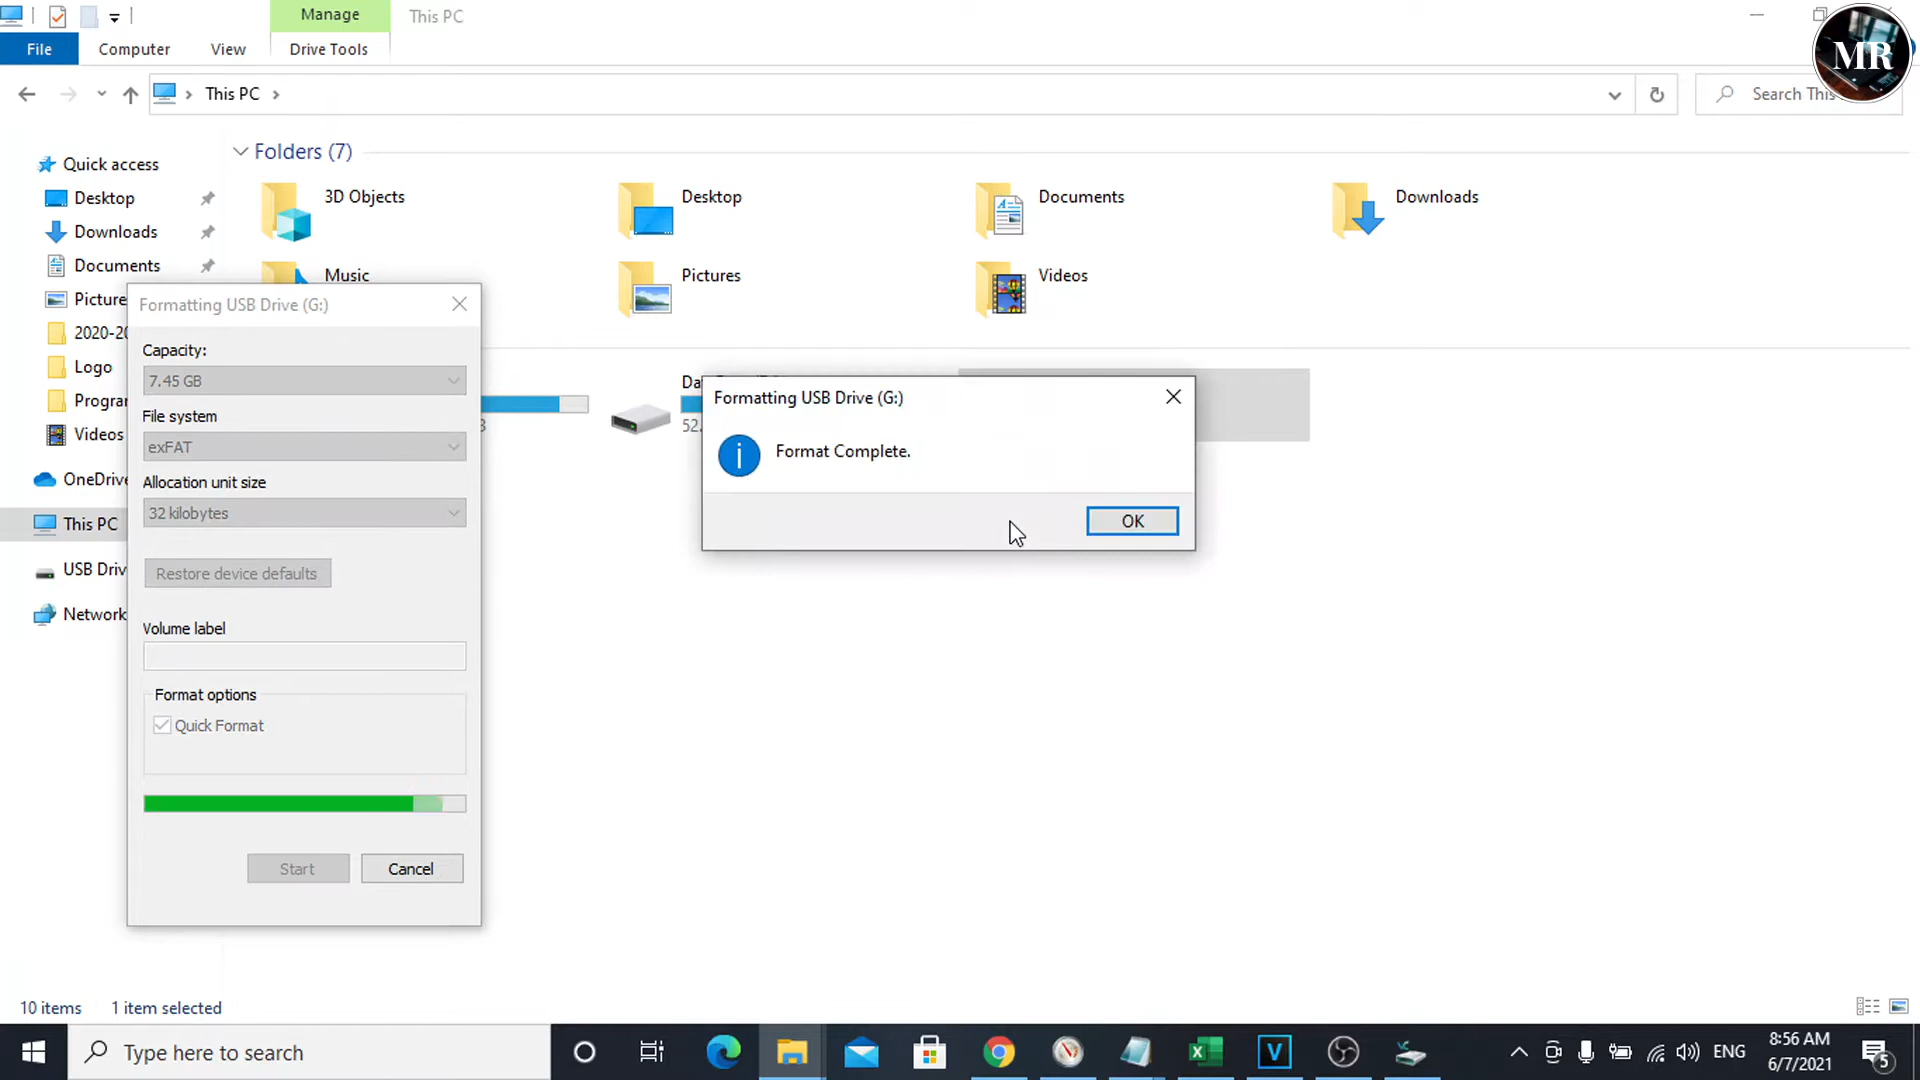 Manage
This PC
File
Computer
View
Drive Tools
MR
This PC
Search This
Quick access
Desktop
Downloads
Documents
2020-20
Logo
Videos
OneDrive
This PC
Network
Folders (7)
3D Objects
Desktop
Documents
Downloads
Music
Pictures
Videos
52.
Formatting USB Drive (G:)
Capacity:
7.45 GB
File system
exFAT
Allocation unit size
32 kilobytes
Restore device defaults
Volume label
Format options
Quick Format
Start
Cancel
Formatting USB Drive (G:)
Format Complete.
OK
10 items
1 item selected
Type here to search
V
ENG
8:56 AM
6/7/2021
5